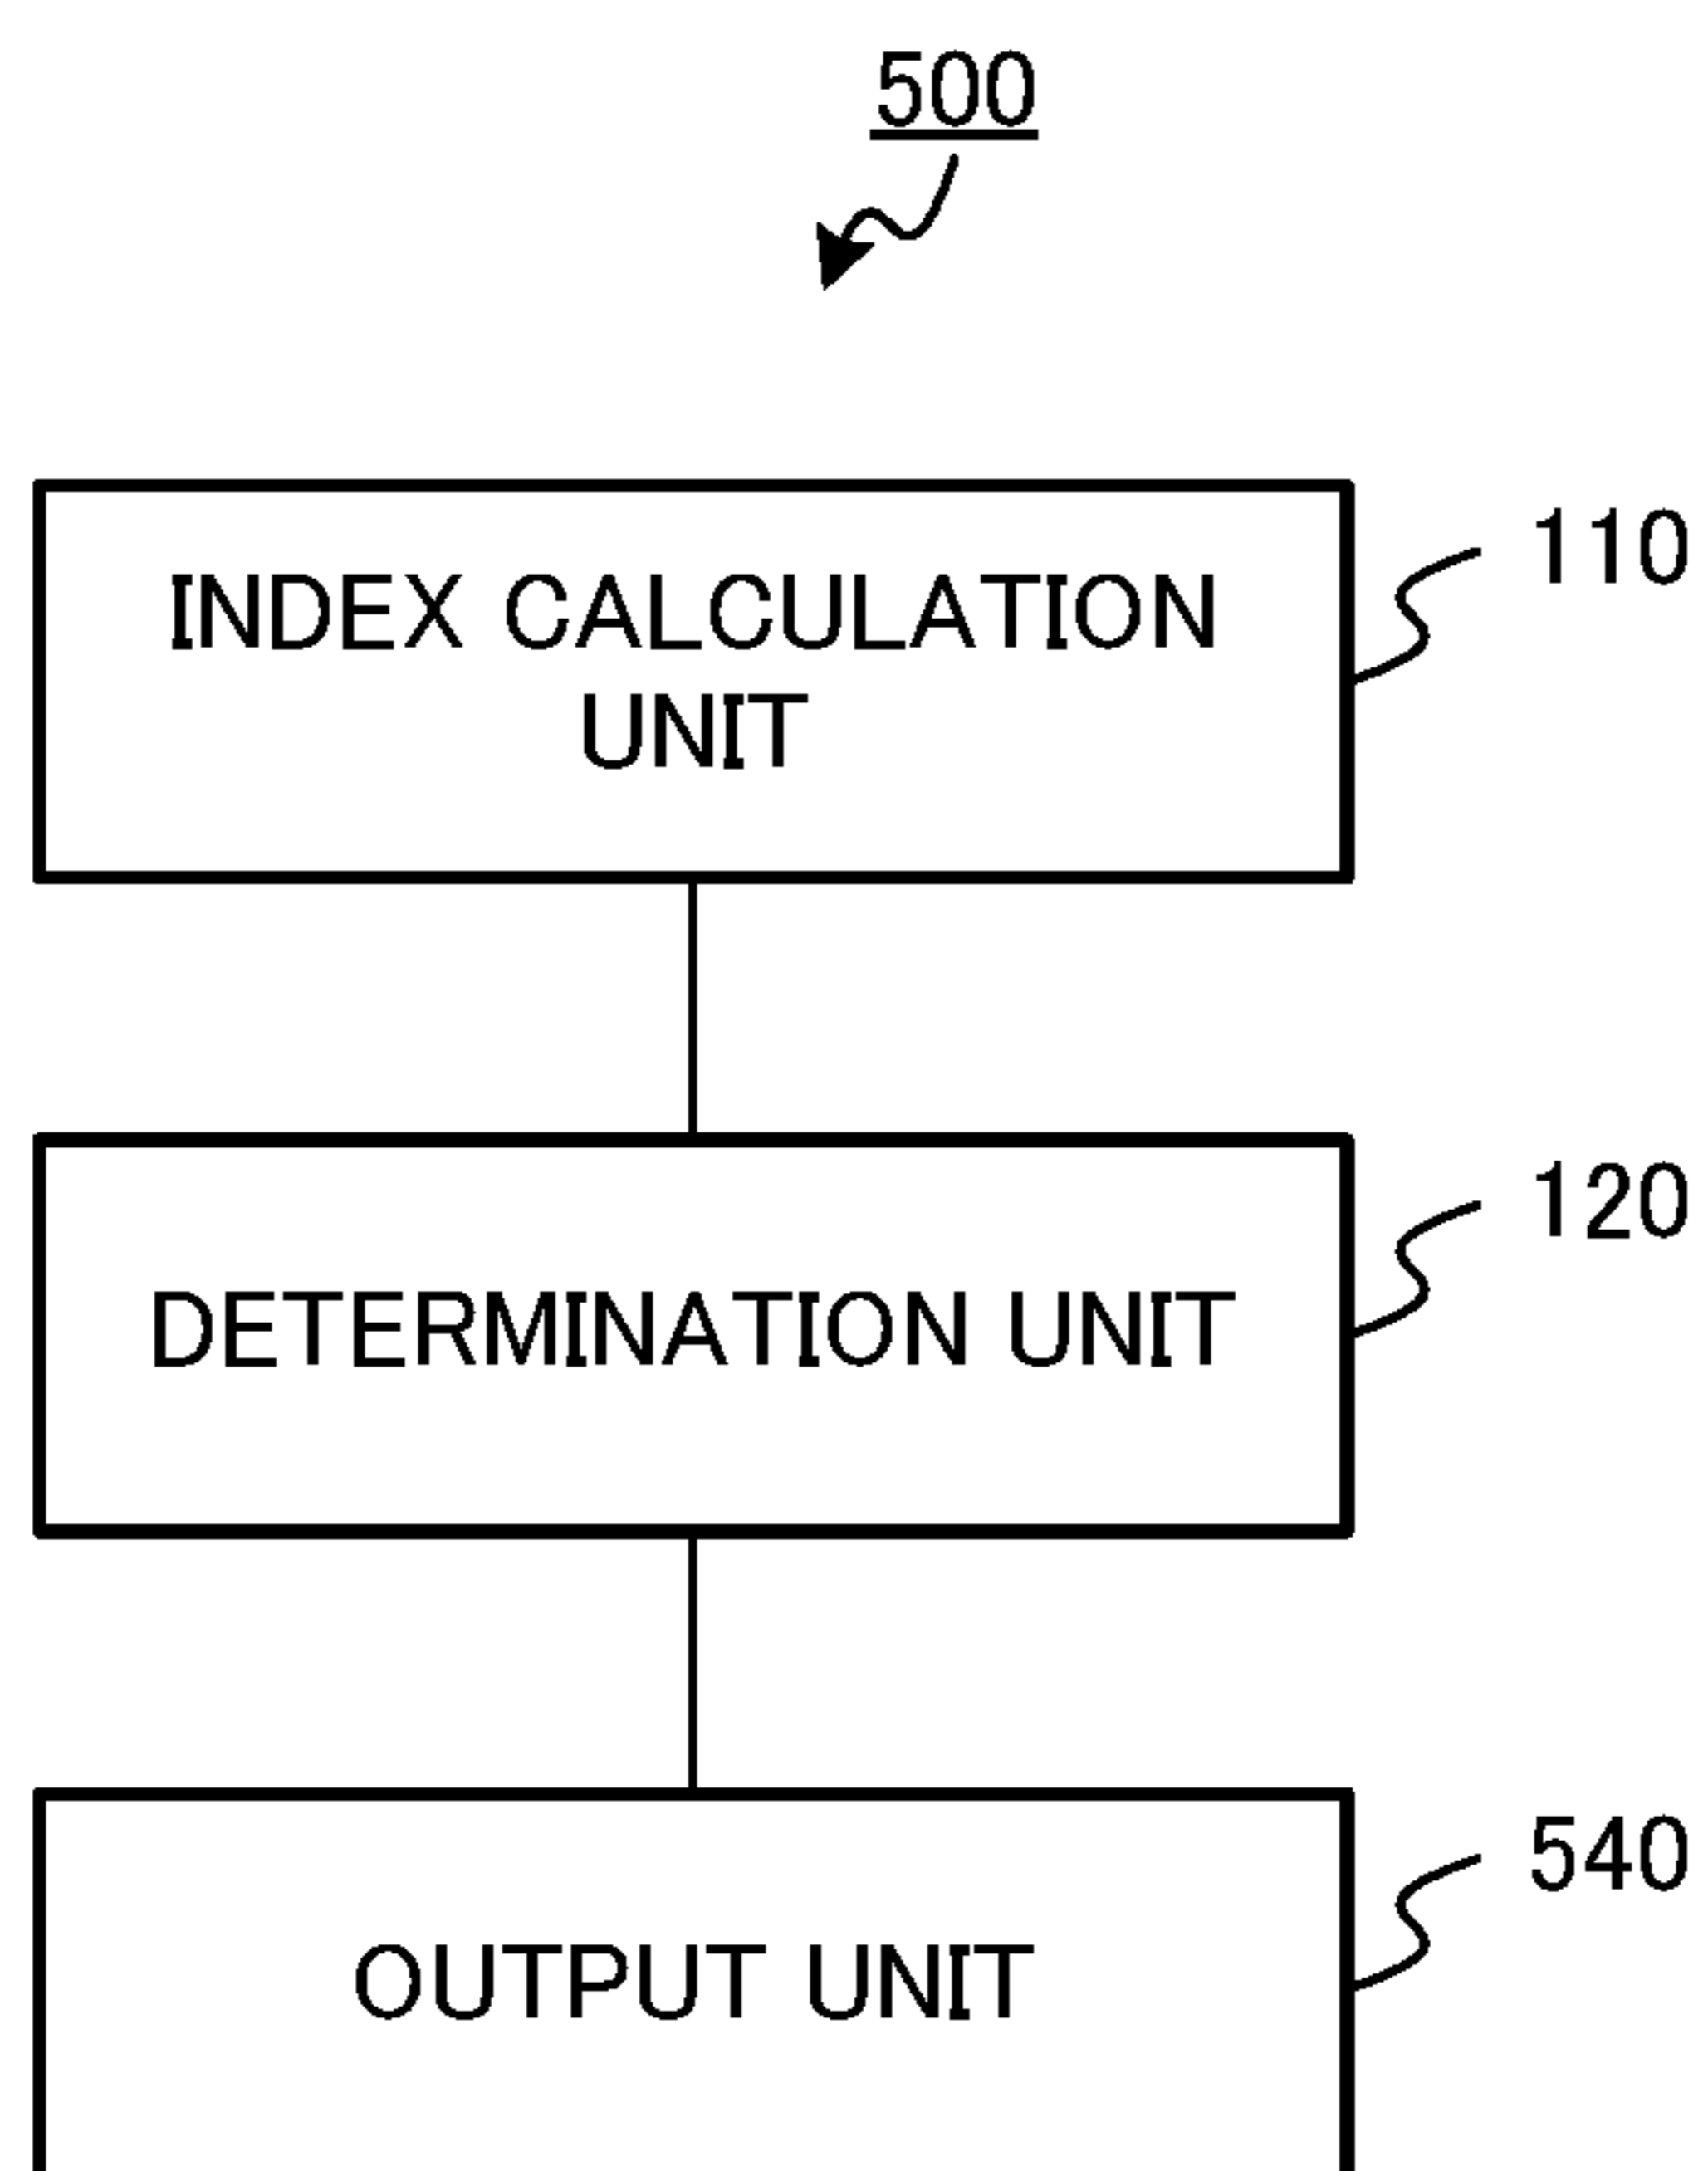 500
110
INDEX CALCULATION
UNIT
120
DETERMINATION UNIT
540
OUTPUT UNIT